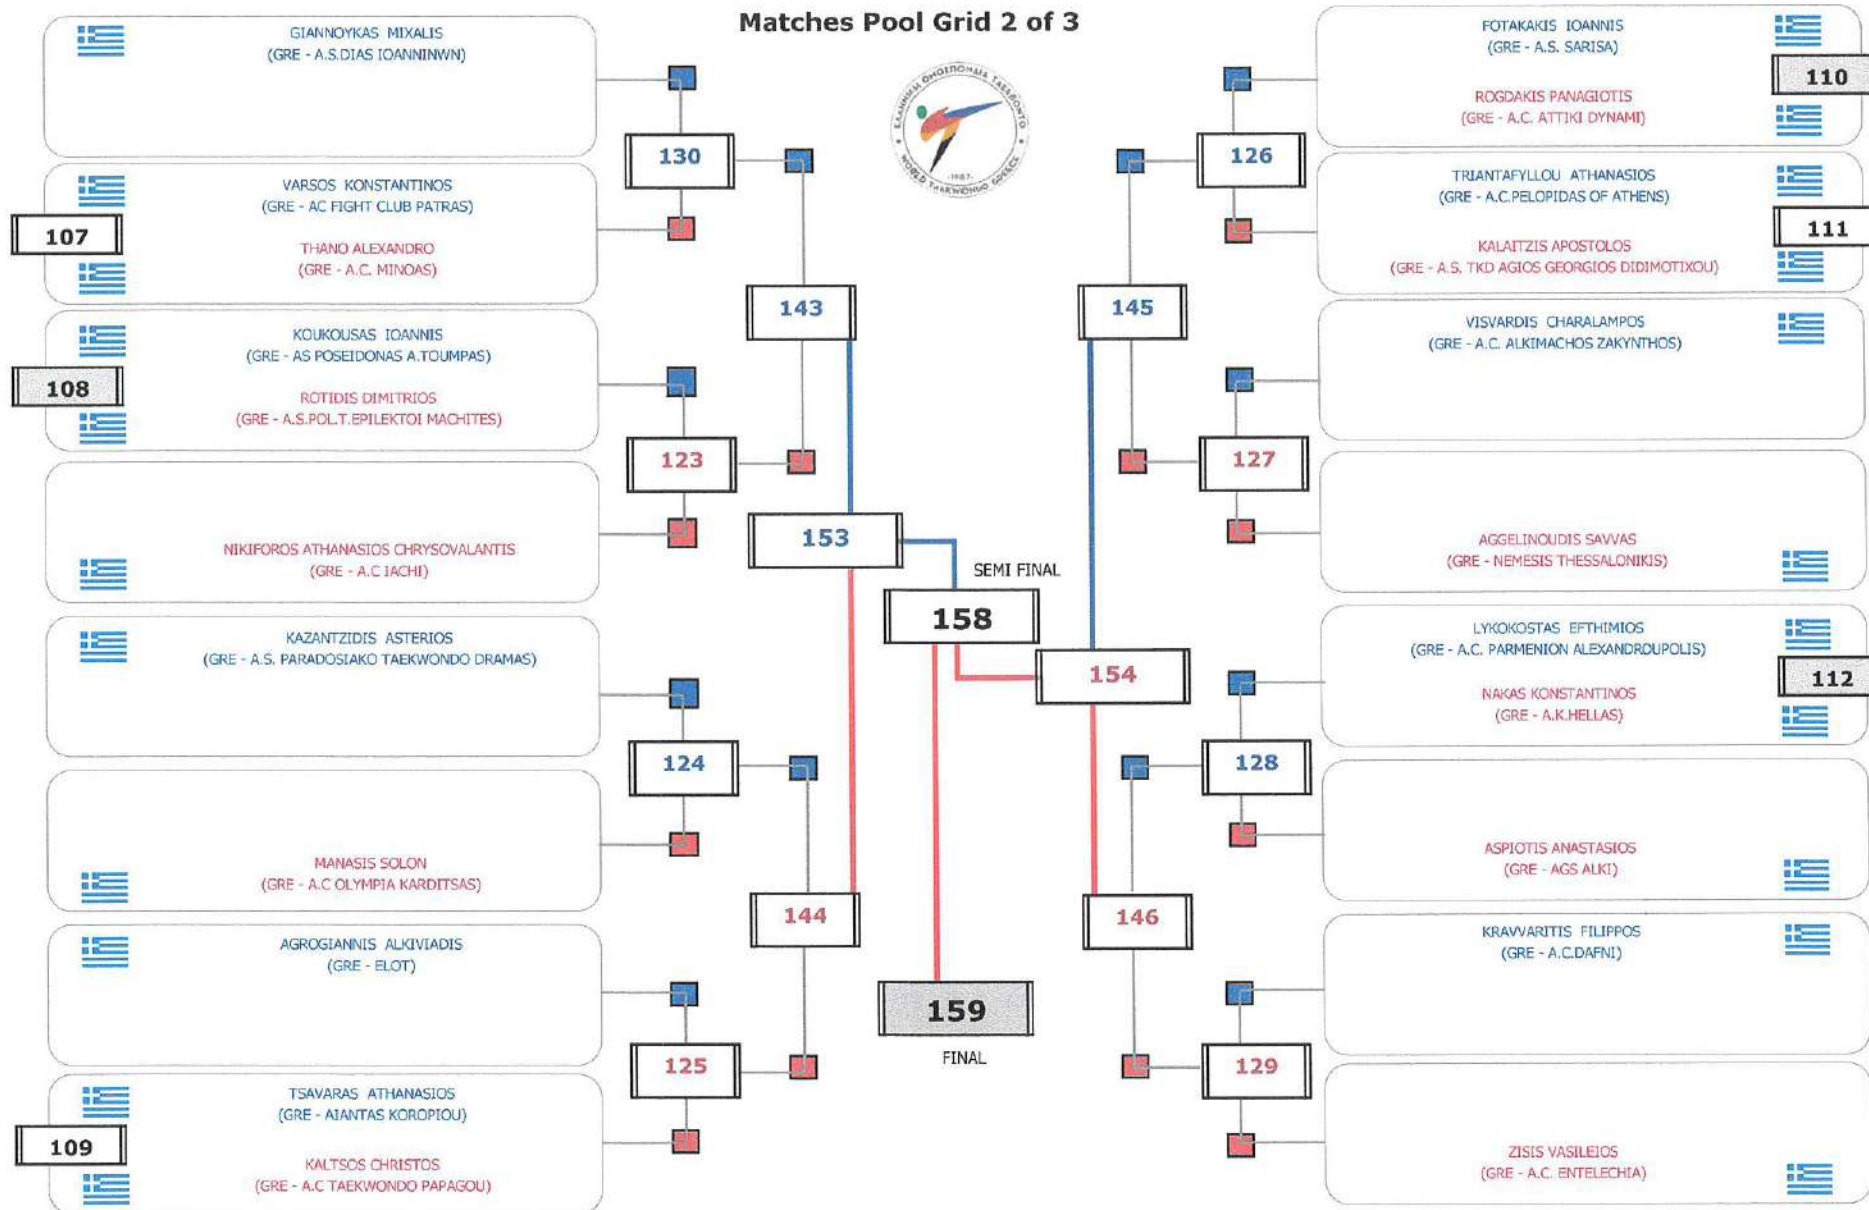 Matches Pool Grid 2 of 3
GIANNOYKAS MIXALIS
(GRE - A.S.DIAS IOANNINWN)
VARSOS KONSTANTINOS
(GRE - AC FIGHT CLUB PATRAS)
107
THANO ALEXANDRO
(GRE - A.C. MINOAS)
KOUKOUSAS IOANNIS
(GRE - AS POSEIDONAS A.TOUMPAS)
108
ROTIDIS DIMITRIOS
(GRE - A.S.POL.T.EPILEKTOI MACHITES)
NIKIFOROS ATHANASIOS CHRYSOVALANTIS
(GRE - A.C IACHI)
KAZANTZIDIS ASTERIOS
(GRE - A.S. PARADOSIAKO TAEKWONDO DRAMAS)
MANASIS SOLON
(GRE - A.C OLYMPIA KARDITSAS)
AGROGIANNIS ALKIVIADIS
(GRE - ELOT)
TSAVARAS ATHANASIOS
(GRE - AIANTAS KOROPIOU)
109
KALTSOS CHRISTOS
(GRE - A.C TAEKWONDO PAPAGOU)
130
123
124
125
143
144
153
ΕΛΛΗΝΙΚΗ ΟΜΟΣΠΟΝΔΙΑ ΤΑΕΚΒΟΝΤΟ
WORLD TAEKWONDO GREECE
-1987-
SEMI FINAL
158
159
FINAL
154
145
146
126
127
128
129
FOTAKAKIS IOANNIS
(GRE - A.S. SARISA)
110
ROGDAKIS PANAGIOTIS
(GRE - A.C. ATTIKI DYNAMI)
TRIANTAFYLLOU ATHANASIOS
(GRE - A.C.PELOPIDAS OF ATHENS)
111
KALAITZIS APOSTOLOS
(GRE - A.S. TKD AGIOS GEORGIOS DIDIMOTIXOU)
VISVARDIS CHARALAMPOS
(GRE - A.C. ALKIMACHOS ZAKYNTHOS)
AGGELINOUDIS SAVVAS
(GRE - NEMESIS THESSALONIKIS)
LYKOKOSTAS EFTHIMIOS
(GRE - A.C. PARMENION ALEXANDROUPOLIS)
112
NAKAS KONSTANTINOS
(GRE - A.K.HELLAS)
ASPIOTIS ANASTASIOS
(GRE - AGS ALKI)
KRAVVARITIS FILIPPOS
(GRE - A.C.DAFNI)
ZISIS VASILEIOS
(GRE - A.C. ENTELECHIA)